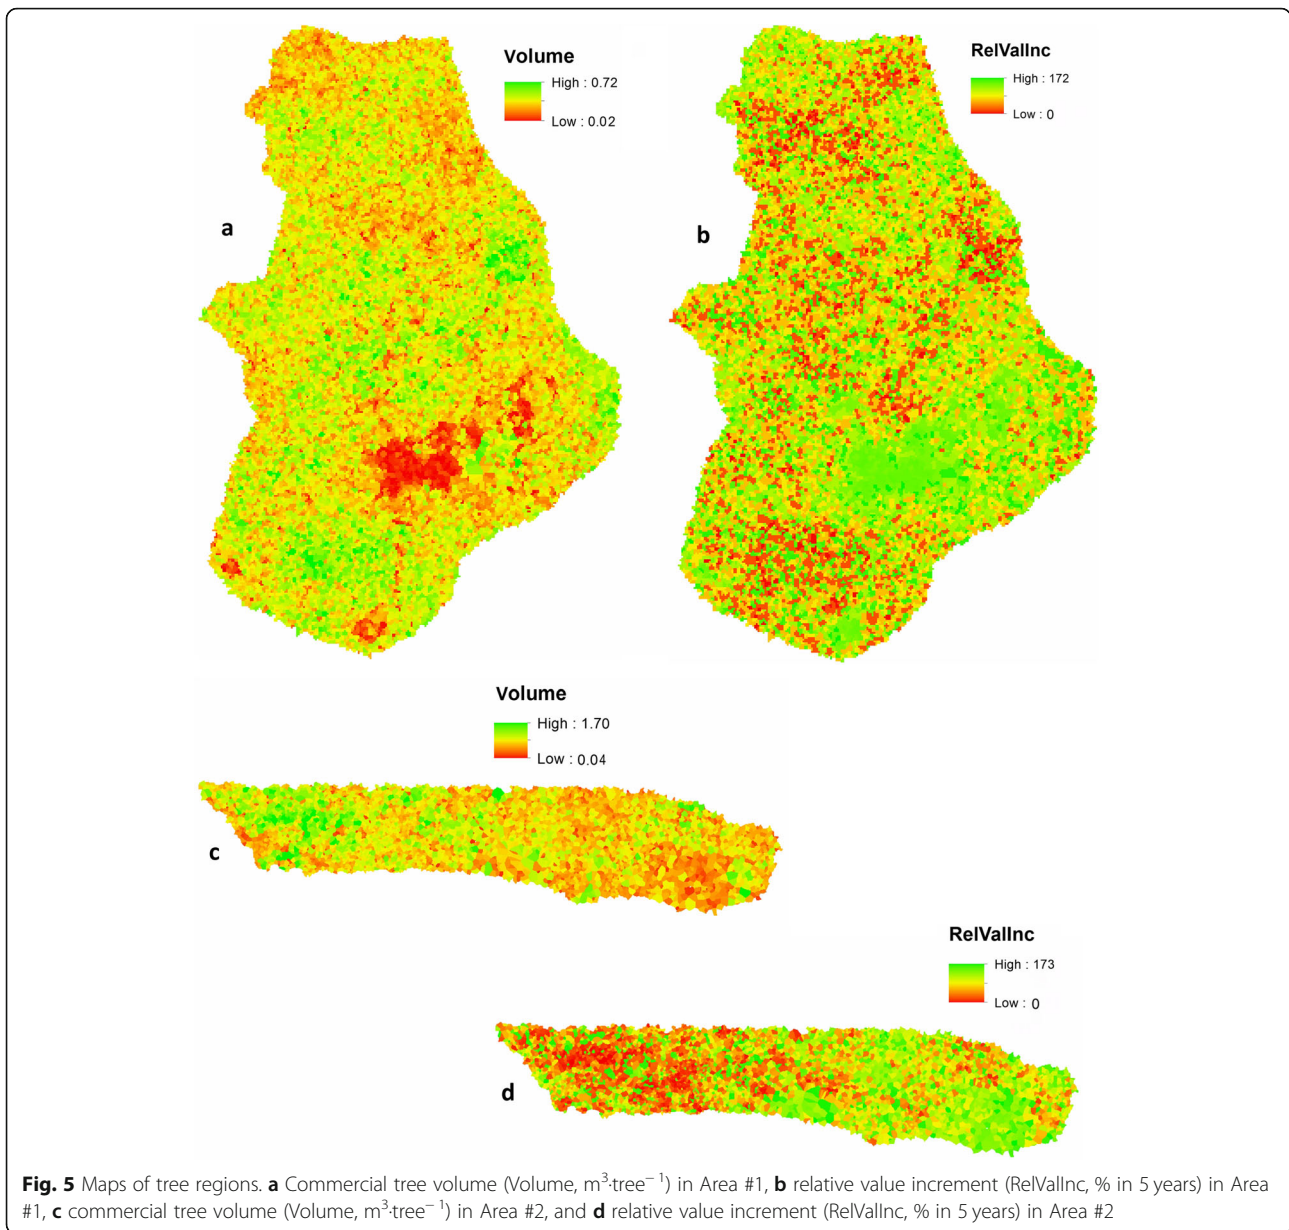 Volume
High : 0.72
Low : 0.02
RelValInc
High : 172
Low : 0
a
b
Volume
High : 1.70
Low : 0.04
c
RelValInc
High : 173
Low : 0
d
Fig. 5 Maps of tree regions. a Commercial tree volume (Volume, m³·tree⁻¹) in Area #1, b relative value increment (RelValInc, % in 5 years) in Area
#1, c commercial tree volume (Volume, m³·tree⁻¹) in Area #2, and d relative value increment (RelValInc, % in 5 years) in Area #2